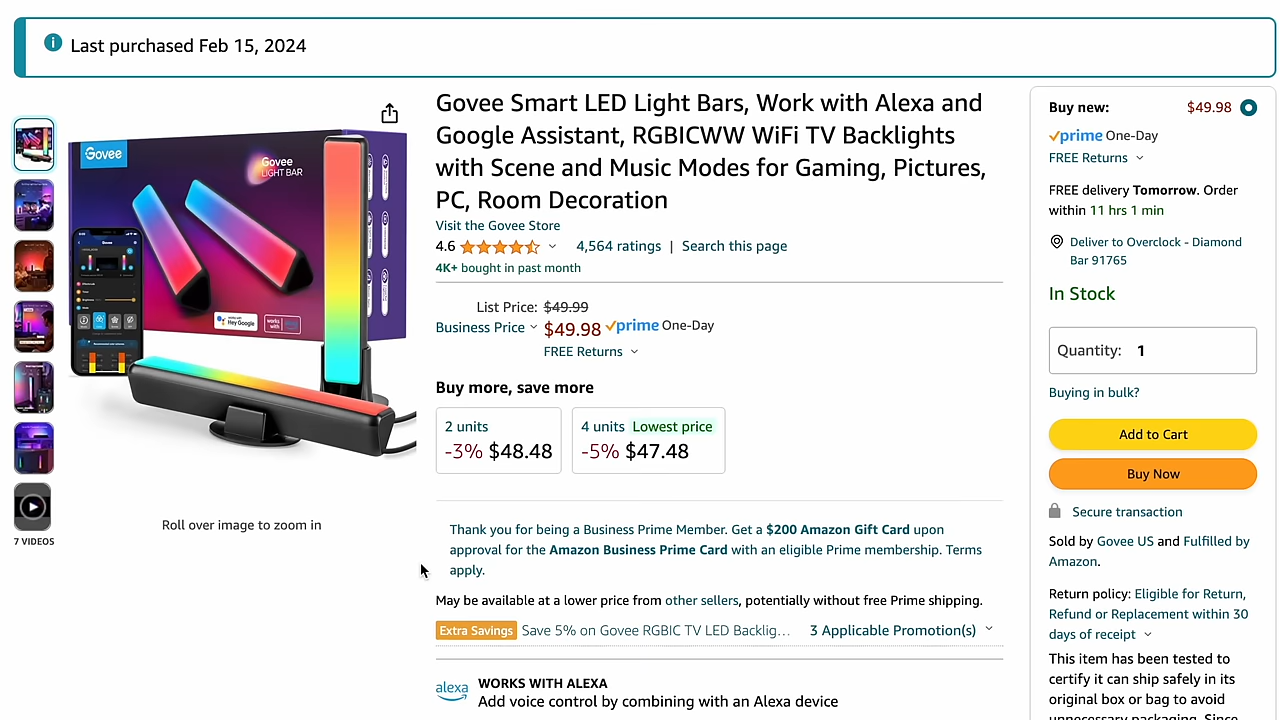 Last purchased Feb 15, 2024
Govee
Govee
LIGHT BAR
works with
Hey Google
works with
7 VIDEOS
Roll over image to zoom in
Govee Smart LED Light Bars, Work with Alexa and
Google Assistant, RGBICWW WiFi TV Backlights
with Scene and Music Modes for Gaming, Pictures,
PC, Room Decoration
Visit the Govee Store
4.6 4,564 ratings | Search this page
4K+ bought in past month
List Price: $49.99
Business Price $49.98 prime One-Day
FREE Returns
Buy more, save more
2 units
-3% $48.48
4 units Lowest price
-5% $47.48
Thank you for being a Business Prime Member. Get a $200 Amazon Gift Card upon
approval for the Amazon Business Prime Card with an eligible Prime membership. Terms
apply.
May be available at a lower price from other sellers, potentially without free Prime shipping.
Extra Savings Save 5% on Govee RGBIC TV LED Backlig... 3 Applicable Promotion(s)
alexa
WORKS WITH ALEXA
Add voice control by combining with an Alexa device
Buy new: $49.98
prime One-Day
FREE Returns
FREE delivery Tomorrow. Order
within 11 hrs 1 min
Deliver to Overclock - Diamond
Bar 91765
In Stock
Quantity: 1
Buying in bulk?
Add to Cart
Buy Now
Secure transaction
Sold by Govee US and Fulfilled by
Amazon.
Return policy: Eligible for Return,
Refund or Replacement within 30
days of receipt
This item has been tested to
certify it can ship safely in its
original box or bag to avoid
unnecessary packaging. Since